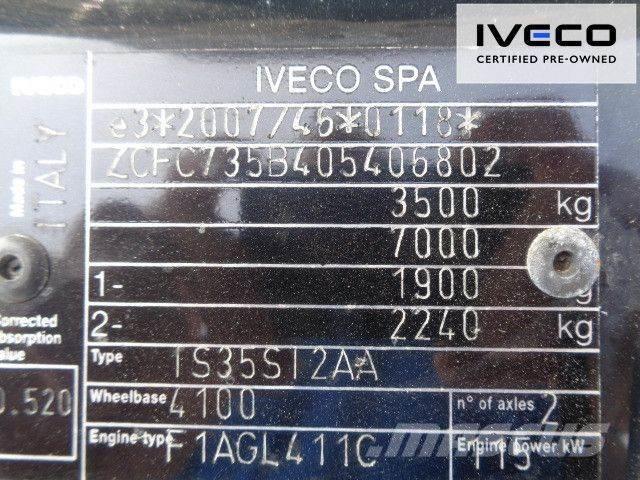 IVECO
CERTIFIED PRE-OWNED
IVECO
IVECO SPA
Made in
ITALY
e3*2007/46*0118*
ZCFC735B405406802
3500 kg
7000
1- 1900 g
2- 2240 kg
Corrected
absorption
value
0.520
Type IS35SI2AA
Wheelbase 4100 n° of axles 2
Engine type F1AGL411C Engine power kW 115